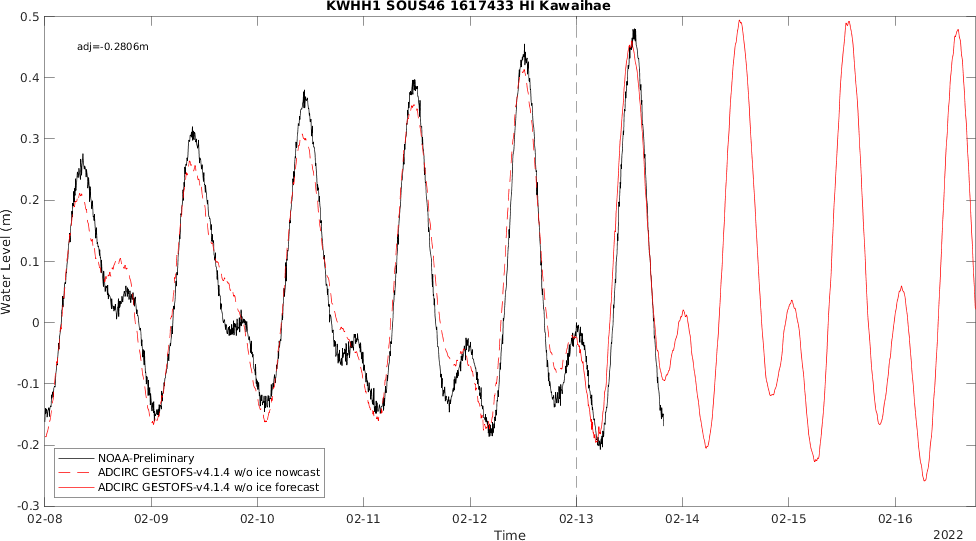 KWHH1 SOUS46 1617433 HI Kawaihae
adj=-0.2806m
Water Level (m)
0.5
0.4
0.3
0.2
0.1
0
-0.1
-0.2
-0.3
NOAA-Preliminary
ADCIRC GESTOFS-v4.1.4 w/o ice nowcast
ADCIRC GESTOFS-v4.1.4 w/o ice forecast
02-08 02-09 02-10 02-11 02-12 02-13 02-14 02-15 02-16
Time
2022